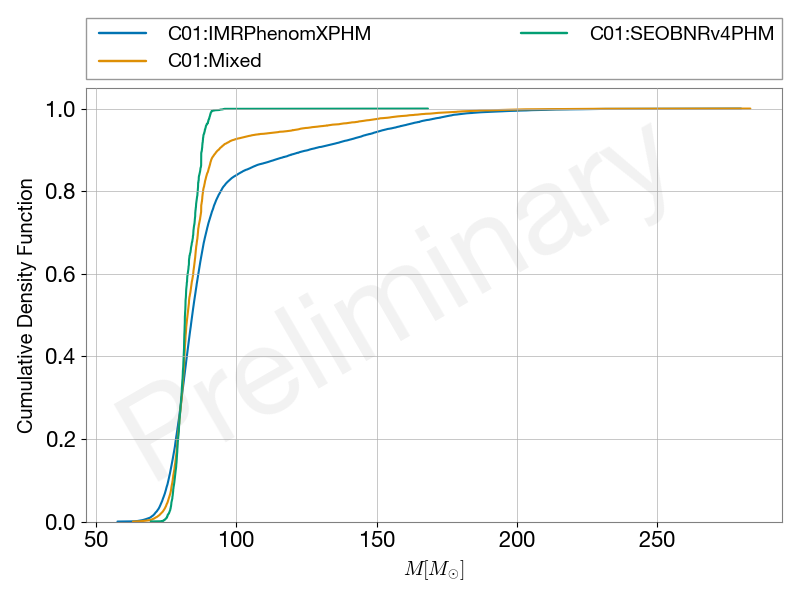 C01:IMRPhenomXPHM
C01:Mixed
C01:SEOBNRv4PHM
Cumulative Density Function
1.0
0.8
0.6
0.4
0.2
0.0
Preliminary
50 100 150 200 250
M[M⊙]